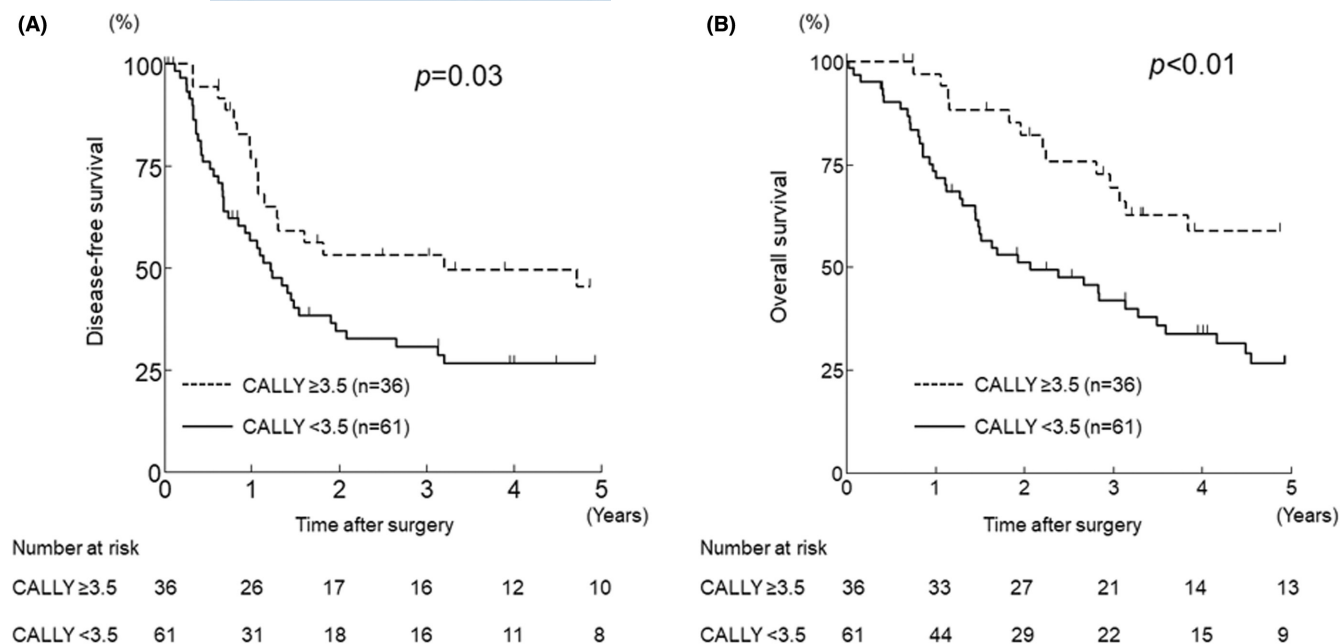 (A)
(%)
p=0.03
100
75
50
25
0
Disease-free survival
CALLY ≥3.5 (n=36)
CALLY <3.5 (n=61)
0 1 2 3 4 5
Time after surgery
(Years)
Number at risk
CALLY ≥3.5 36 26 17 16 12 10
CALLY <3.5 61 31 18 16 11 8
(B)
(%)
p<0.01
100
75
50
25
0
Overall survival
CALLY ≥3.5 (n=36)
CALLY <3.5 (n=61)
0 1 2 3 4 5
Time after surgery
(Years)
Number at risk
CALLY ≥3.5 36 33 27 21 14 13
CALLY <3.5 61 44 29 22 15 9